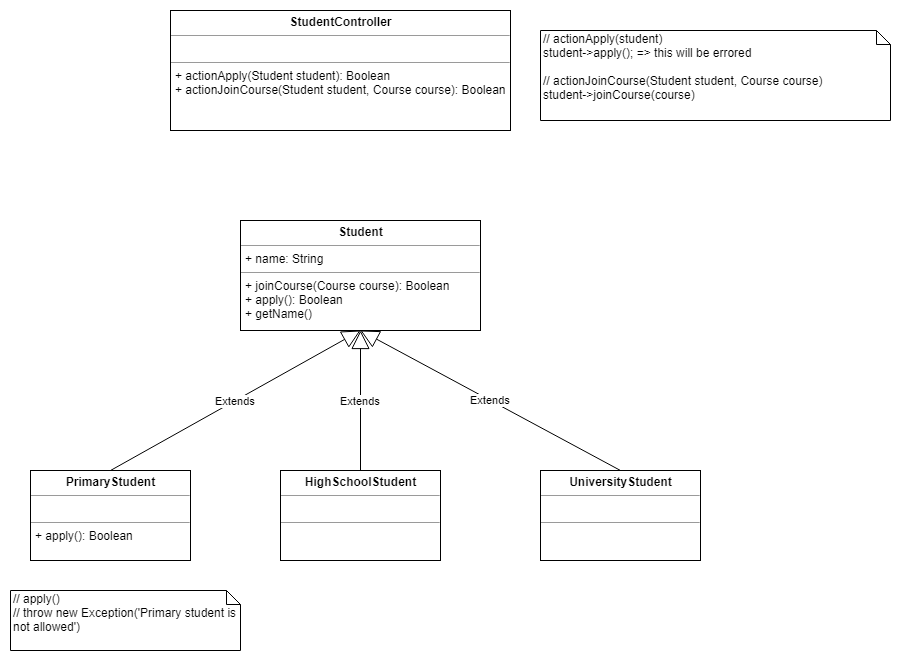 StudentController
+ actionApply(Student student): Boolean
+ actionJoinCourse(Student student, Course course): Boolean
// actionApply(student)
student->apply(); => this will be errored
// actionJoinCourse(Student student, Course course)
student->joinCourse(course)
Student
+ name: String
+ joinCourse(Course course): Boolean
+ apply(): Boolean
+ getName()
Extends
Extends
Extends
PrimaryStudent
+ apply(): Boolean
HighSchoolStudent
UniversityStudent
// apply()
// throw new Exception('Primary student is
not allowed')